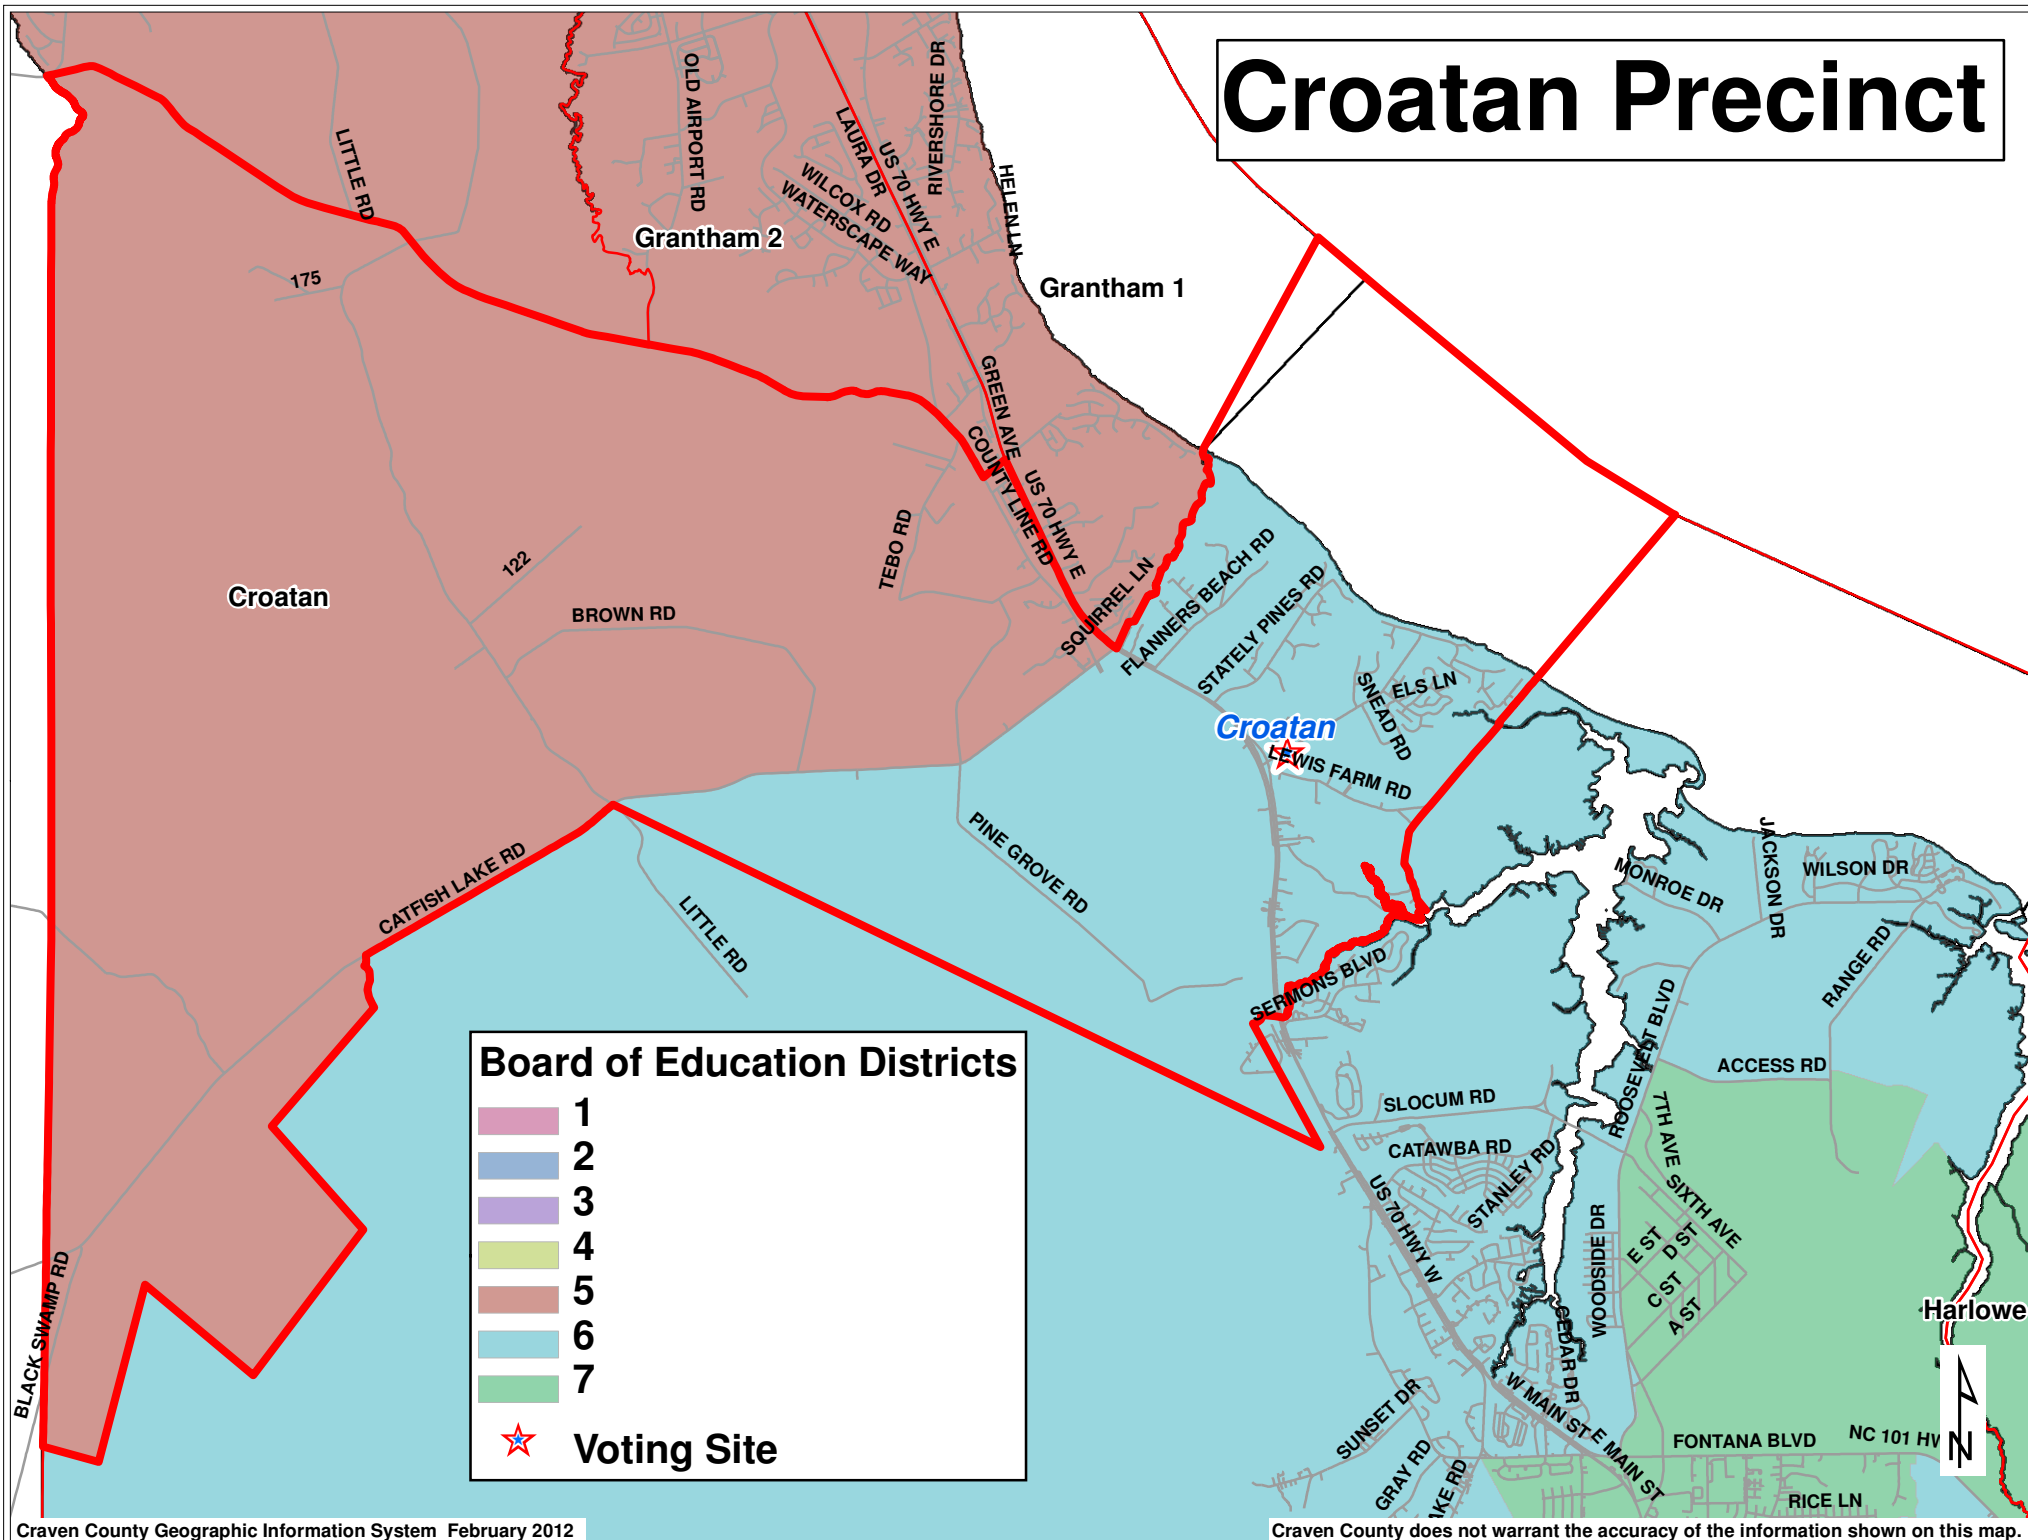 Croatan Precinct
OLD AIRPORT RD
RIVERSHORE DR
LITTLE RD
LAURA DR
US 70 HWY E
WILCOX RD
WATERSCAPE WAY
HELEN LN
Grantham 2
175
Grantham 1
GREEN AVE
COUNTY LINE RD
US 70 HWY E
TEBO RD
122
Croatan
BROWN RD
SQUIRREL LN
FLANNERS BEACH RD
STATELY PINES RD
SNEAD RD
ELS LN
Croatan
LEWIS FARM RD
PINE GROVE RD
CATFISH LAKE RD
LITTLE RD
MONROE DR
JACKSON DR
WILSON DR
RANGE RD
SERMONS BLVD
ROOSEVELT BLVD
ACCESS RD
Board of Education Districts
1
2
3
4
5
6
7
Voting Site
SLOCUM RD
CATAWBA RD
STANLEY RD
7TH AVE
SIXTH AVE
US 70 HWY W
WOODSIDE DR
E ST
D ST
C ST
A ST
BLACK SWAMP RD
Harlowe
CEDAR DR
W MAIN ST
E MAIN ST
SUNSET DR
GRAY RD
AKE RD
FONTANA BLVD
NC 101 HW
N
RICE LN
Craven County Geographic Information System February 2012
Craven County does not warrant the accuracy of the information shown on this map.